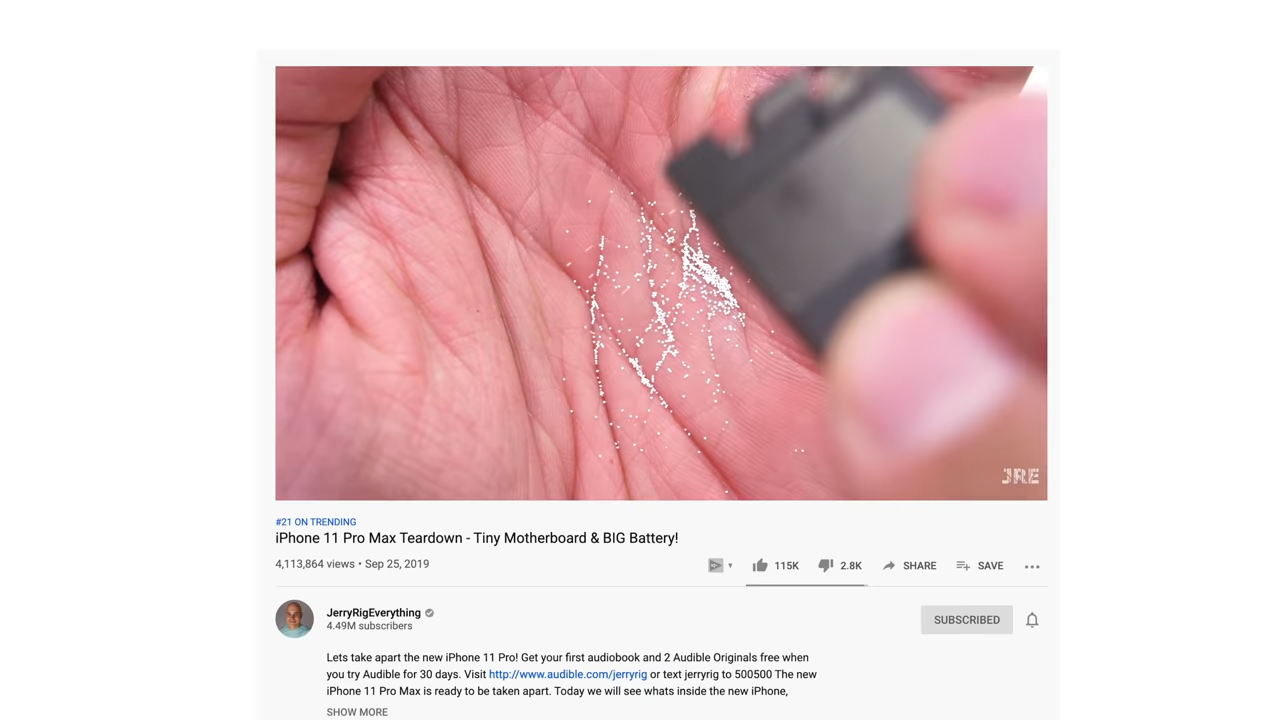 JRE
#21 ON TRENDING
iPhone 11 Pro Max Teardown - Tiny Motherboard & BIG Battery!
4,113,864 views • Sep 25, 2019
115K
2.8K
SHARE
SAVE
JerryRigEverything
4.49M subscribers
SUBSCRIBED
Lets take apart the new iPhone 11 Pro! Get your first audiobook and 2 Audible Originals free when
you try Audible for 30 days. Visit http://www.audible.com/jerryrig or text jerryrig to 500500 The new
iPhone 11 Pro Max is ready to be taken apart. Today we will see whats inside the new iPhone,
SHOW MORE